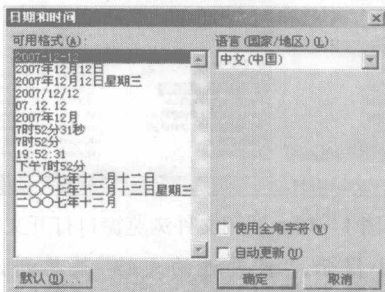 日期和时间
可用格式(A):
2007-12-12
2007年12月12日
2007年12月12日星期三
2007/12/12
07.12.12
2007年12月
7时52分31秒
7时52分
19:52:31
下午7时52分
二〇〇七年十二月十二日
二〇〇七年十二月十二日星期三
二〇〇七年十二月
语言(国家/地区)(L):
中文(中国)
使用全角字符(W)
自动更新(U)
默认(D)...
确定
取消